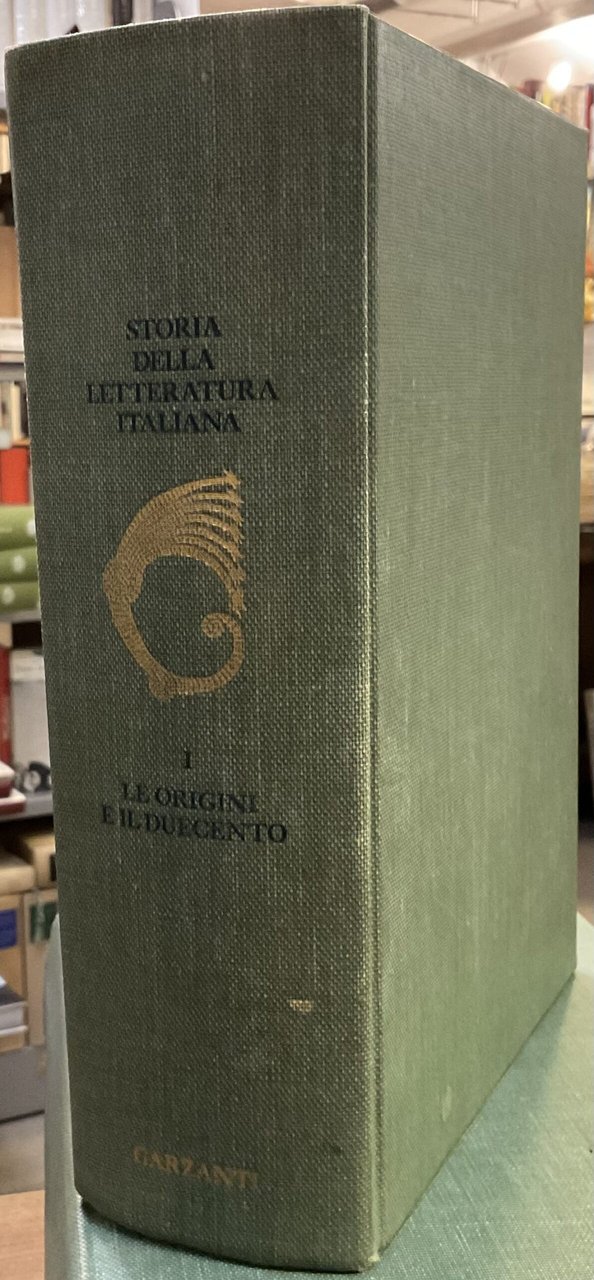 STORIA
DELLA
LETTERATURA
ITALIANA
I
LE ORIGINI
E IL DUECENTO
GARZANTI